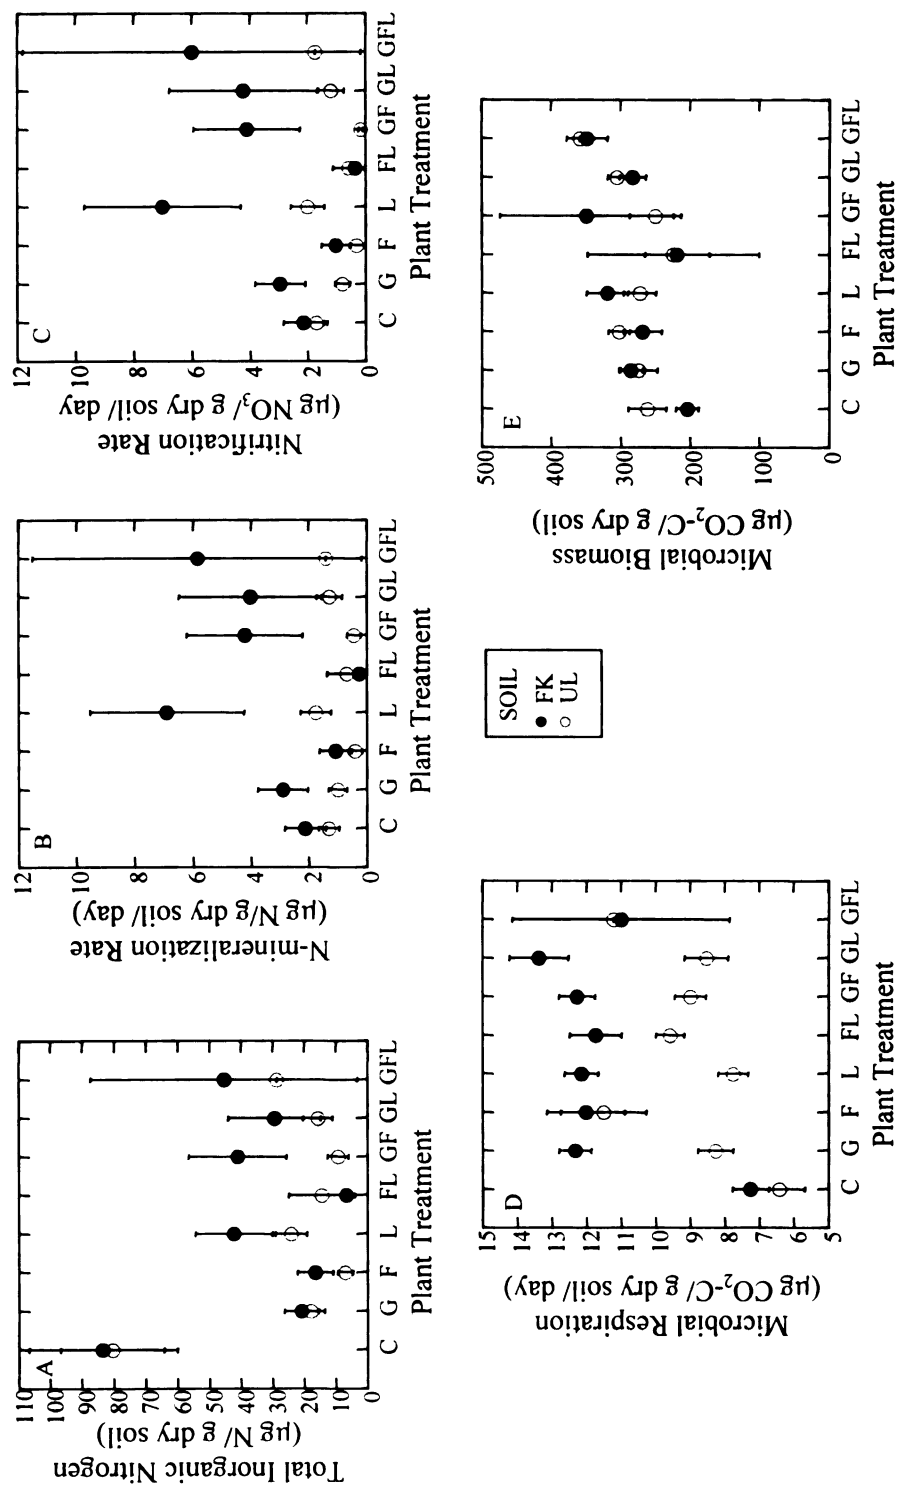 A
Total Inorganic Nitrogen
(µg N/ g dry soil)
110
100
90
80
70
60
50
40
30
20
10
0
C G F L FL GF GL GFL
Plant Treatment
B
N-mineralization Rate
(µg N/g dry soil/ day)
12
10
8
6
4
2
0
C G F L FL GF GL GFL
Plant Treatment
C
Nitrification Rate
(µg NO3/ g dry soil/ day
12
10
8
6
4
2
0
C G F L FL GF GL GFL
Plant Treatment
D
Microbial Respiration
(µg CO2-C/ g dry soil/ day)
15
14
13
12
11
10
9
8
7
6
5
C G F L FL GF GL GFL
Plant Treatment
SOIL
FK
UL
E
Microbial Biomass
(µg CO2-C/ g dry soil)
500
400
300
200
100
0
C G F L FL GF GL GFL
Plant Treatment